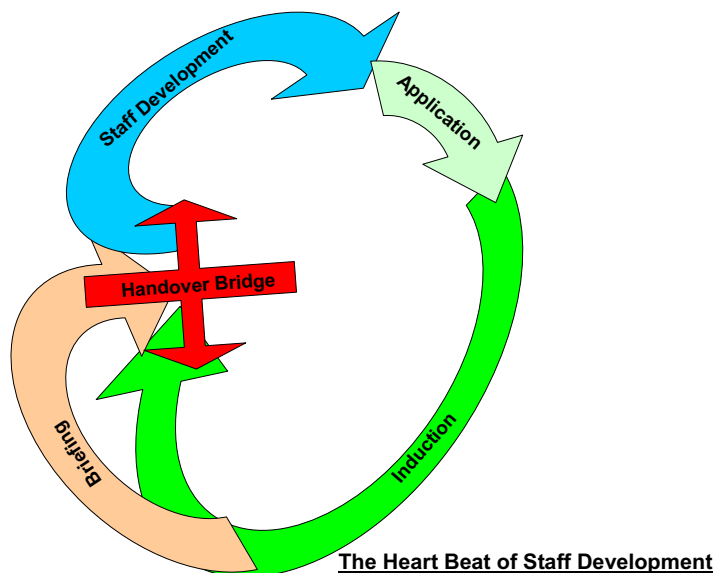 Staff Development
Application
Handover Bridge
Briefing
Induction
The Heart Beat of Staff Development